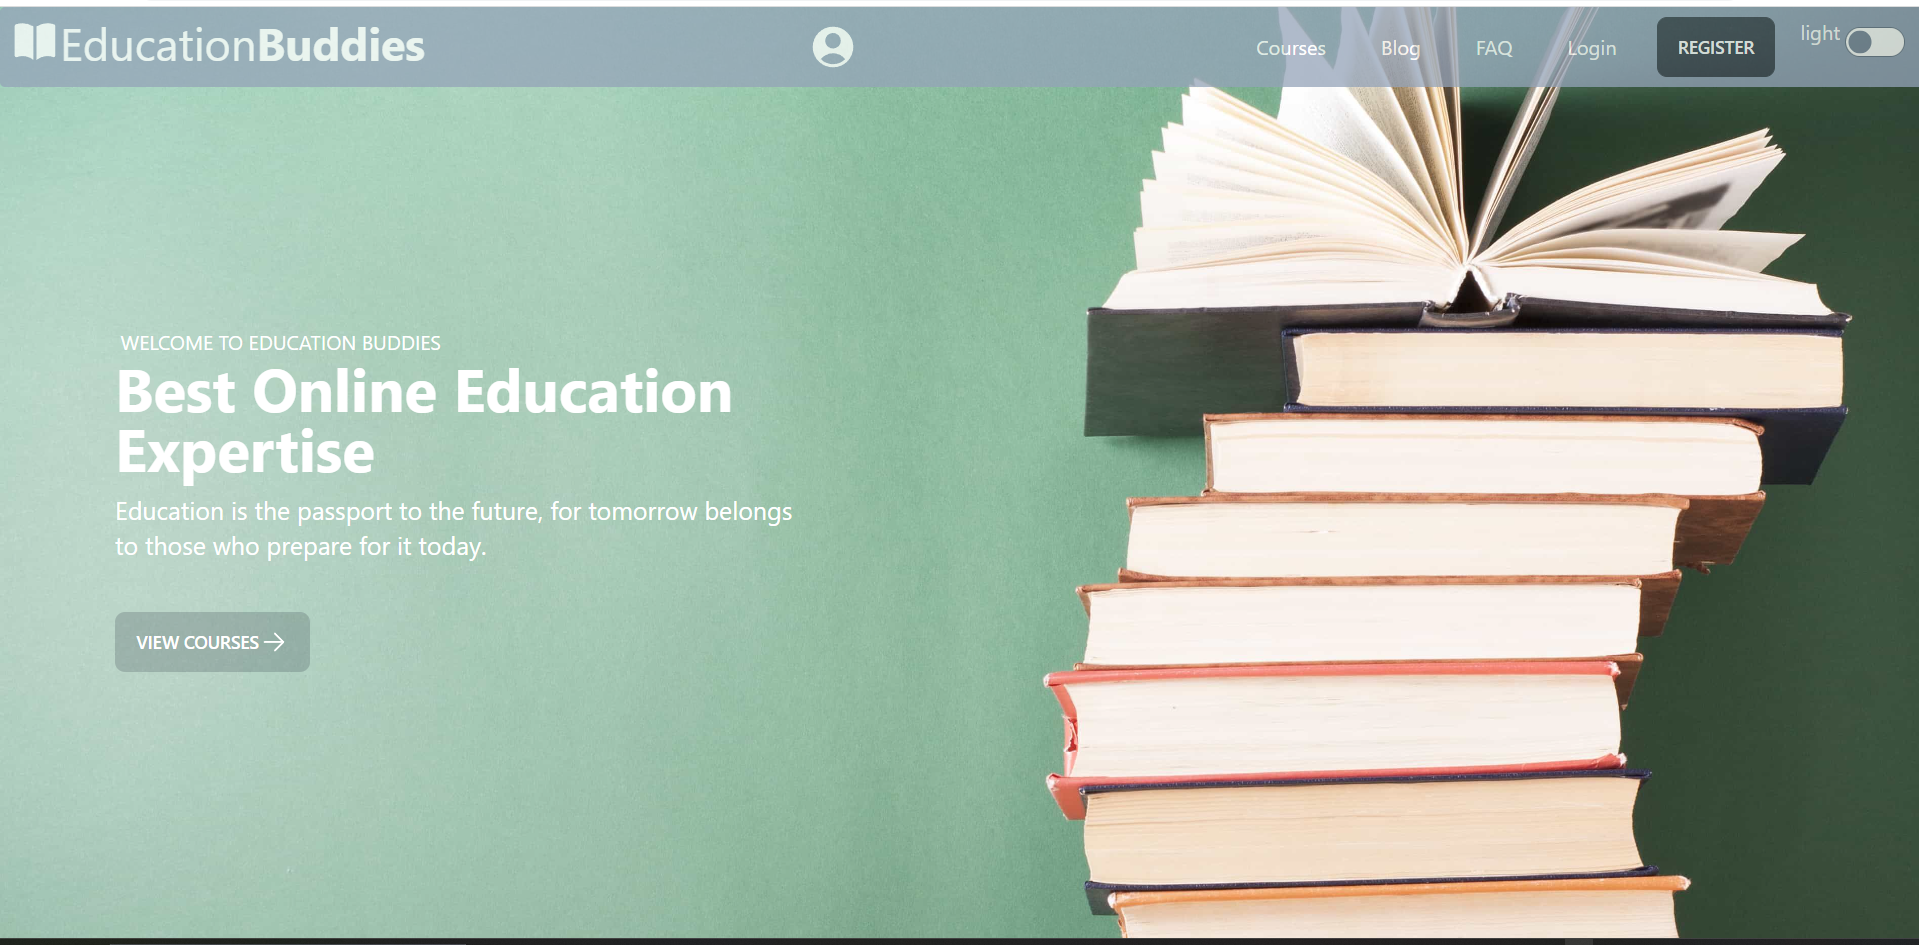 EducationBuddies
Courses Blog FAQ Login REGISTER light
WELCOME TO EDUCATION BUDDIES
Best Online Education
Expertise
Education is the passport to the future, for tomorrow belongs
to those who prepare for it today.
VIEW COURSES